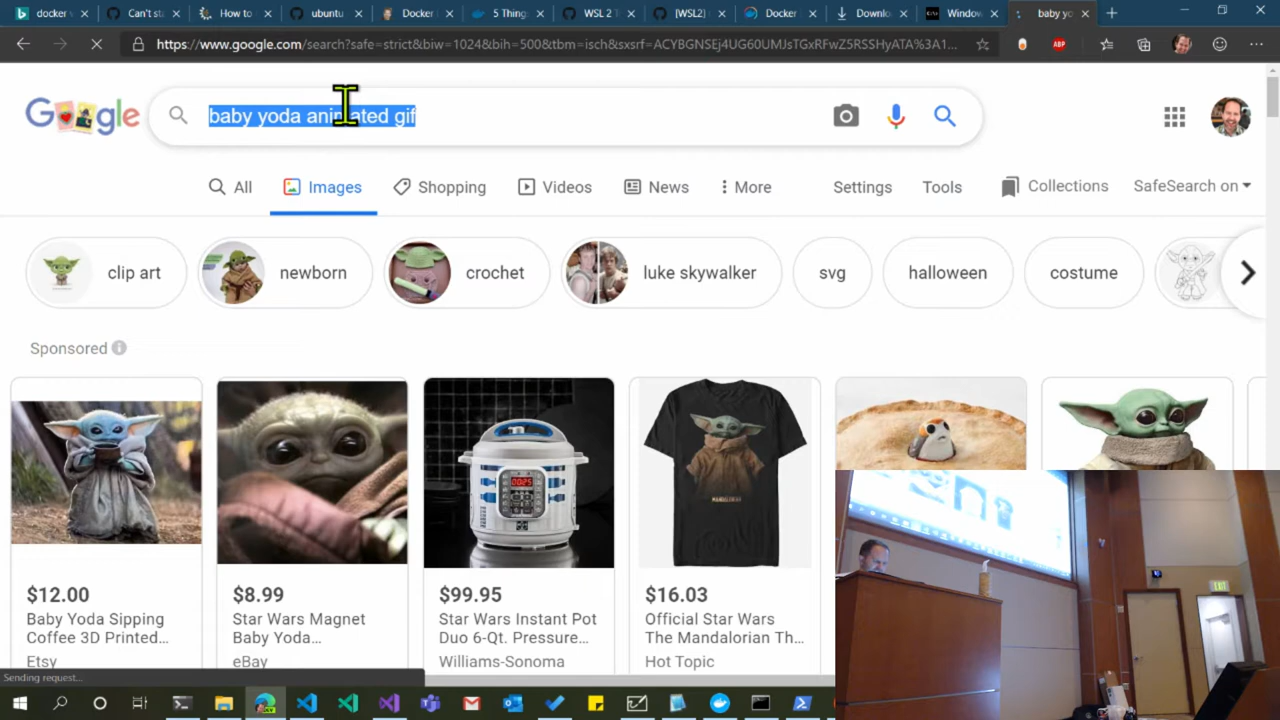 docker v
Can't sta
How to
ubuntu
Docker
5 Thing
WSL 2 T
[WSL2]
Docker
Downlo
Window
baby yo
https://www.google.com/search?safe=strict&biw=1024&bih=500&tbm=isch&sxsrf=ACYBGNSEj4UG60UMJsTGxRFwZ5RSSHyATA%3A1...
ABP
baby yoda animated gif
All
Images
Shopping
Videos
News
More
Settings
Tools
Collections
SafeSearch on
clip art
newborn
crochet
luke skywalker
svg
halloween
costume
Sponsored
$12.00
Baby Yoda Sipping
Coffee 3D Printed...
Etsy
$8.99
Star Wars Magnet
Baby Yoda...
eBay
$99.95
Star Wars Instant Pot
Duo 6-Qt. Pressure...
Williams-Sonoma
$16.03
Official Star Wars
The Mandalorian Th...
Hot Topic
Sending request...